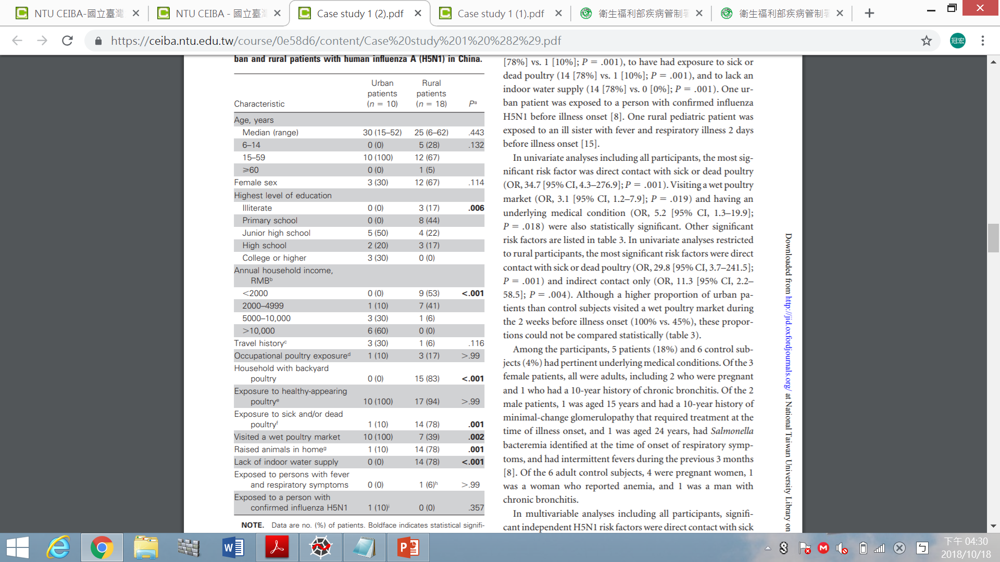 NTU CEIBA-國立臺灣
NTU CEIBA - 國立臺灣
Case study 1 (2).pdf
Case study 1 (1).pdf
衛生福利部疾病管制署
衛生福利部疾病管制署
https://ceiba.ntu.edu.tw/course/0e58d6/content/Case%20study%201%20%282%29.pdf
冠宏
ban and rural patients with human influenza A (H5N1) in China.
Urban Rural
patients patients
Characteristic (n = 10) (n = 18) Pa
Age, years
Median (range) 30 (15–52) 25 (6–62) .443
6–14 0 (0) 5 (28) .132
15–59 10 (100) 12 (67)
≥60 0 (0) 1 (5)
Female sex 3 (30) 12 (67) .114
Highest level of education
Illiterate 0 (0) 3 (17) .006
Primary school 0 (0) 8 (44)
Junior high school 5 (50) 4 (22)
High school 2 (20) 3 (17)
College or higher 3 (30) 0 (0)
Annual household income,
RMBb
<2000 0 (0) 9 (53) <.001
2000–4999 1 (10) 7 (41)
5000–10,000 3 (30) 1 (6)
>10,000 6 (60) 0 (0)
Travel historyc 3 (30) 1 (6) .116
Occupational poultry exposured 1 (10) 3 (17) >.99
Household with backyard
poultry 0 (0) 15 (83) <.001
Exposure to healthy-appearing
poultrye 10 (100) 17 (94) >.99
Exposure to sick and/or dead
poultryf 1 (10) 14 (78) .001
Visited a wet poultry market 10 (100) 7 (39) .002
Raised animals in homeg 1 (10) 14 (78) .001
Lack of indoor water supply 0 (0) 14 (78) <.001
Exposed to persons with fever
and respiratory symptoms 0 (0) 1 (6)h >.99
Exposed to a person with
confirmed influenza H5N1 1 (10)i 0 (0) .357
NOTE. Data are no. (%) of patients. Boldface indicates statistical signifi-
[78%] vs. 1 [10%]; P = .001), to have had exposure to sick or
dead poultry (14 [78%] vs. 1 [10%]; P = .001), and to lack an
indoor water supply (14 [78%] vs. 0 [0%]; P = .001). One ur-
ban patient was exposed to a person with confirmed influenza
H5N1 before illness onset [8]. One rural pediatric patient was
exposed to an ill sister with fever and respiratory illness 2 days
before illness onset [15].
In univariate analyses including all participants, the most sig-
nificant risk factor was direct contact with sick or dead poultry
(OR, 34.7 [95% CI, 4.3–276.9]; P = .001). Visiting a wet poultry
market (OR, 3.1 [95% CI, 1.2–7.9]; P = .019) and having an
underlying medical condition (OR, 5.2 [95% CI, 1.3–19.9];
P = .018) were also statistically significant. Other significant
risk factors are listed in table 3. In univariate analyses restricted
to rural participants, the most significant risk factors were direct
contact with sick or dead poultry (OR, 29.8 [95% CI, 3.7–241.5];
P = .001) and indirect contact only (OR, 11.3 [95% CI, 2.2–
58.5]; P = .004). Although a higher proportion of urban pa-
tients than control subjects visited a wet poultry market during
the 2 weeks before illness onset (100% vs. 45%), these propor-
tions could not be compared statistically (table 3).
Among the participants, 5 patients (18%) and 6 control sub-
jects (4%) had pertinent underlying medical conditions. Of the 3
female patients, all were adults, including 2 who were pregnant
and 1 who had a 10-year history of chronic bronchitis. Of the 2
male patients, 1 was aged 15 years and had a 10-year history of
minimal-change glomerulopathy that required treatment at the
time of illness onset, and 1 was aged 24 years, had Salmonella
bacteremia identified at the time of onset of respiratory symp-
toms, and had intermittent fevers during the previous 3 months
[8]. Of the 6 adult control subjects, 4 were pregnant women, 1
was a woman who reported anemia, and 1 was a man with
chronic bronchitis.
In multivariable analyses including all participants, signifi-
cant independent H5N1 risk factors were direct contact with sick
Downloaded from http://jid.oxfordjournals.org/ at National Taiwan University Library on
下午 04:30
2018/10/18